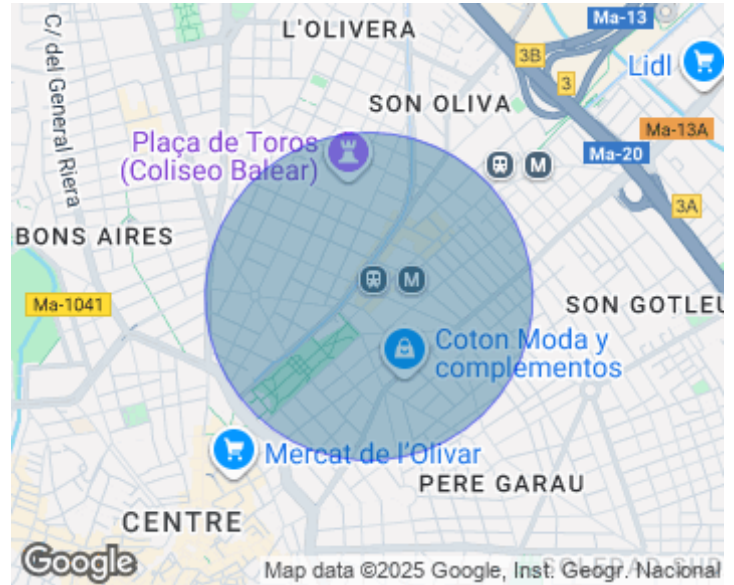 Ma-13
L'OLIVERA
C/ del General Riera
3B
Lidl
3
SON OLIVA
Plaça de Toros
(Coliseo Balear)
Ma-13A
Ma-20
M
3A
BONS AIRES
M
Ma-1041
SON GOTLEU
Coton Moda y
complementos
Mercat de l'Olivar
PERE GARAU
CENTRE
Google
Map data ©2025 Google, Inst. Geogr. Nacional